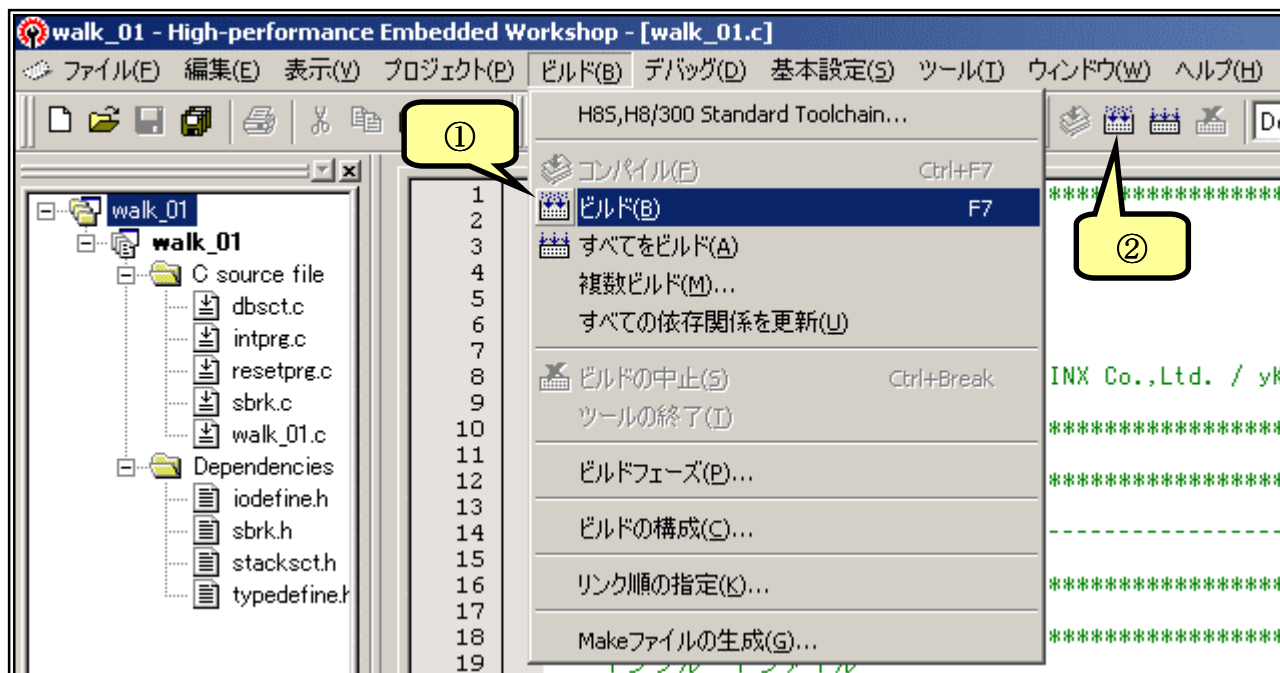 walk_01 - High-performance Embedded Workshop - [walk_01.c]
ファイル(F) 編集(E) 表示(V) プロジェクト(P) ビルド(B) デバッグ(D) 基本設定(S) ツール(T) ウィンドウ(W) ヘルプ(H)
①
②
walk_01
walk_01
C source file
dbsct.c
intprg.c
resetprg.c
sbrk.c
walk_01.c
Dependencies
iodefine.h
sbrk.h
stacksct.h
typedefine.h
H8S,H8/300 Standard Toolchain...
コンパイル(F) Ctrl+F7
ビルド(B) F7
すべてをビルド(A)
複数ビルド(M)...
すべての依存関係を更新(U)
ビルドの中止(S) Ctrl+Break
ツールの終了(T)
ビルドフェーズ(P)...
ビルドの構成(C)...
リンク順の指定(K)...
Makeファイルの生成(G)...
1
2
3
4
5
6
7
8
9
10
11
12
13
14
15
16
17
18
19
*******************
INX Co.,Ltd. /
*******************
*******************
-------------------
*******************
*******************